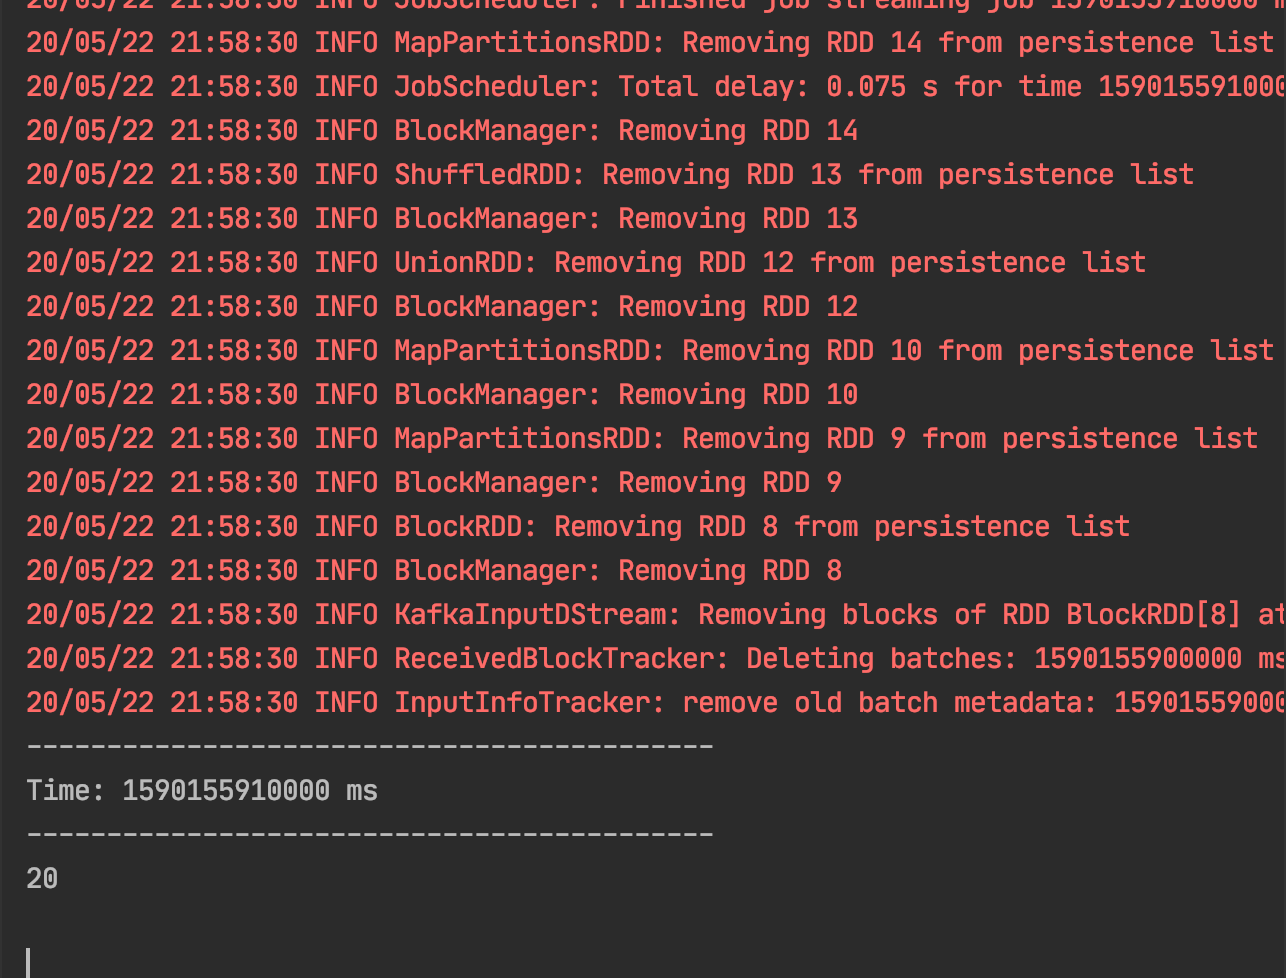 20/05/22 21:58:30 INFO JobScheduler: Finished job streaming job 1590155910000 m
20/05/22 21:58:30 INFO MapPartitionsRDD: Removing RDD 14 from persistence list
20/05/22 21:58:30 INFO JobScheduler: Total delay: 0.075 s for time 159015591000
20/05/22 21:58:30 INFO BlockManager: Removing RDD 14
20/05/22 21:58:30 INFO ShuffledRDD: Removing RDD 13 from persistence list
20/05/22 21:58:30 INFO BlockManager: Removing RDD 13
20/05/22 21:58:30 INFO UnionRDD: Removing RDD 12 from persistence list
20/05/22 21:58:30 INFO BlockManager: Removing RDD 12
20/05/22 21:58:30 INFO MapPartitionsRDD: Removing RDD 10 from persistence list
20/05/22 21:58:30 INFO BlockManager: Removing RDD 10
20/05/22 21:58:30 INFO MapPartitionsRDD: Removing RDD 9 from persistence list
20/05/22 21:58:30 INFO BlockManager: Removing RDD 9
20/05/22 21:58:30 INFO BlockRDD: Removing RDD 8 from persistence list
20/05/22 21:58:30 INFO BlockManager: Removing RDD 8
20/05/22 21:58:30 INFO KafkaInputDStream: Removing blocks of RDD BlockRDD[8] at
20/05/22 21:58:30 INFO ReceivedBlockTracker: Deleting batches: 1590155900000 ms
20/05/22 21:58:30 INFO InputInfoTracker: remove old batch metadata: 15901559000
-------------------------------------------
Time: 1590155910000 ms
-------------------------------------------
20